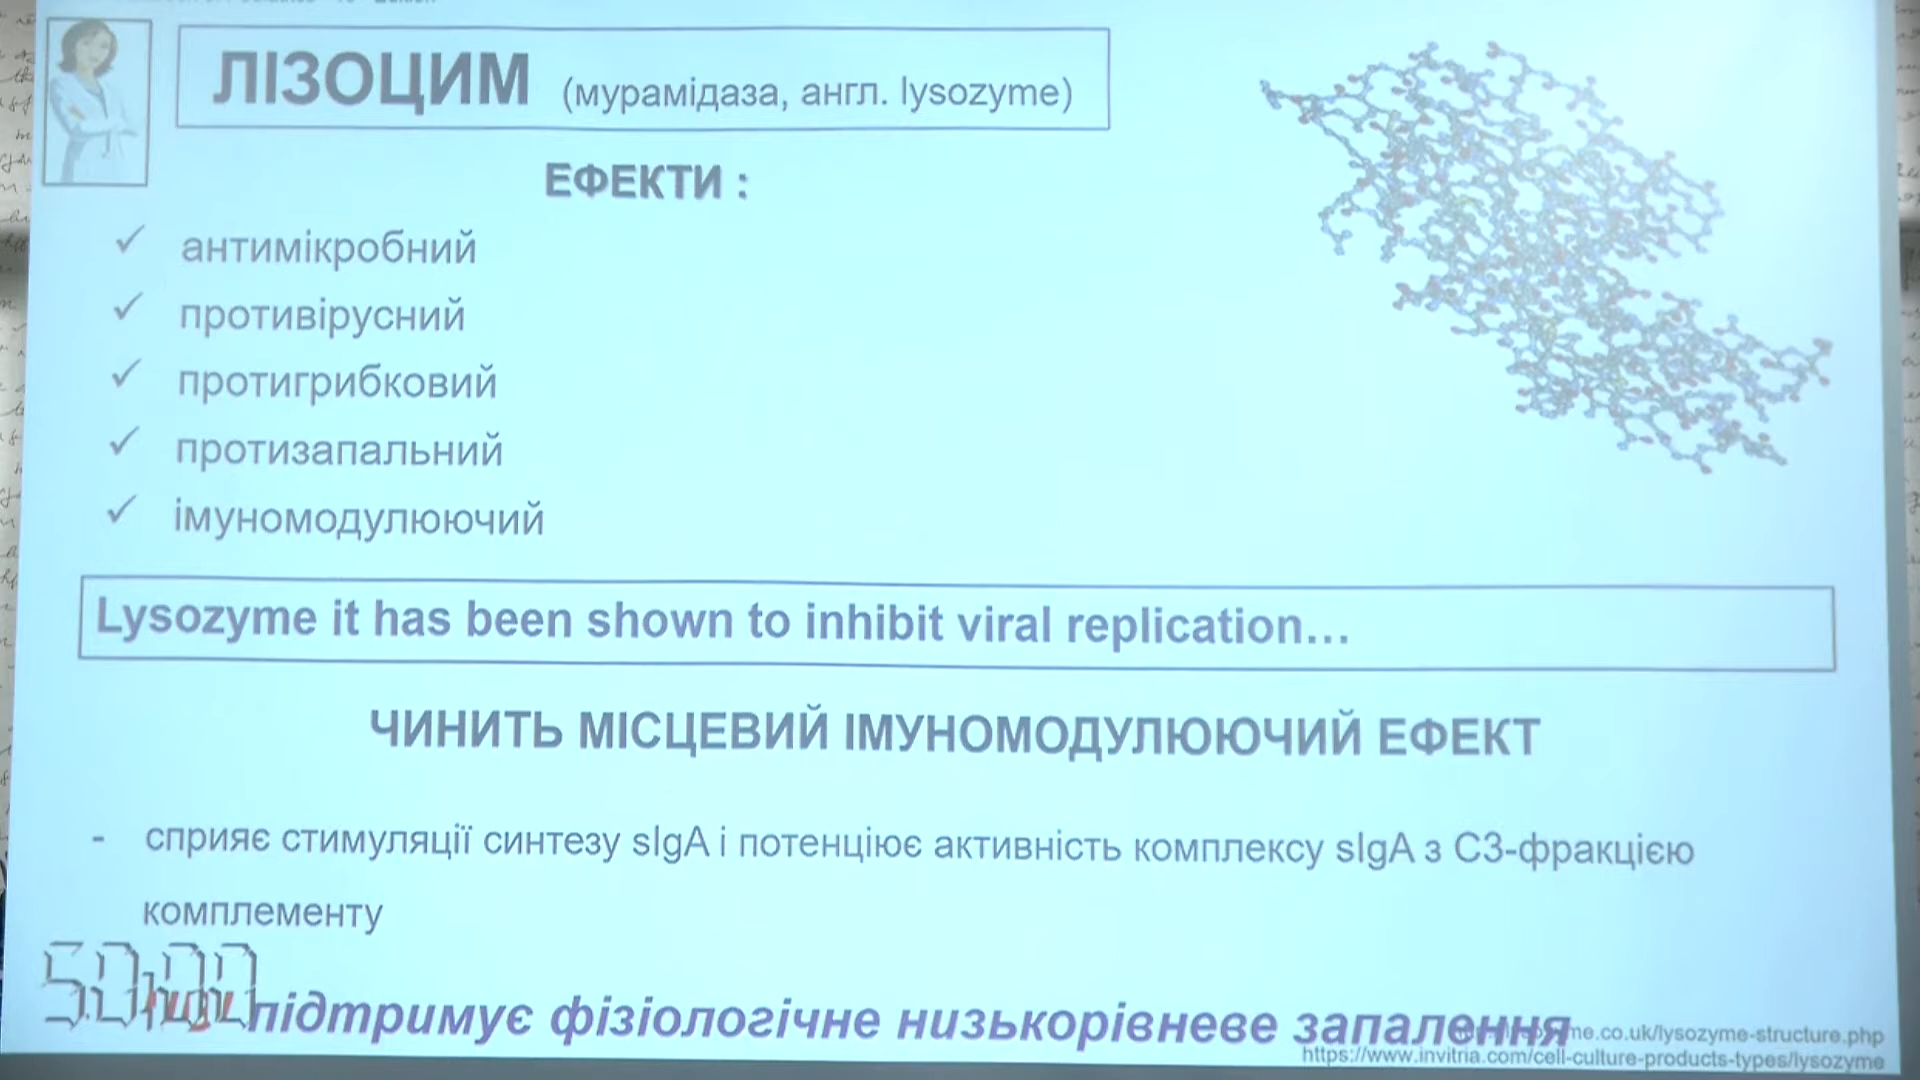 ЛІЗОЦИМ (мурамідаза, англ. lysozyme)
ЕФЕКТИ :
✓ антимікробний
✓ противірусний
✓ протигрибковий
✓ протизапальний
✓ імуномодулюючий
Lysozyme it has been shown to inhibit viral replication...
ЧИНИТЬ МІСЦЕВИЙ ІМУНОМОДУЛЮЮЧИЙ ЕФЕКТ
- сприяє стимуляції синтезу sIgA і потенціює активність комплексу sIgA з С3-фракцією
комплементу
підтримує фізіологічне низькорівневе запалення
me.co.uk/lysozyme-structure.php
https://www.invitria.com/cell-culture-products-types/lysozyme